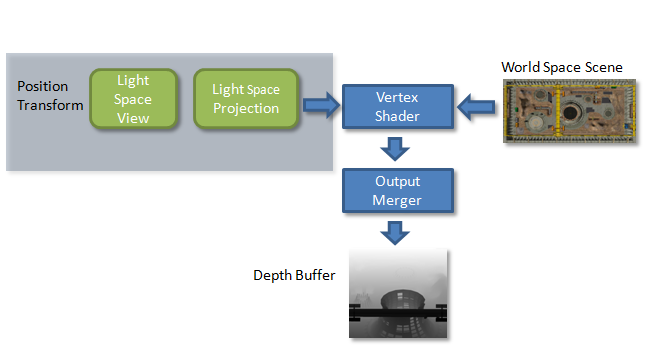 Position
Transform
Light
Space
View
Light Space
Projection
Vertex
Shader
World Space Scene
Output
Merger
Depth Buffer